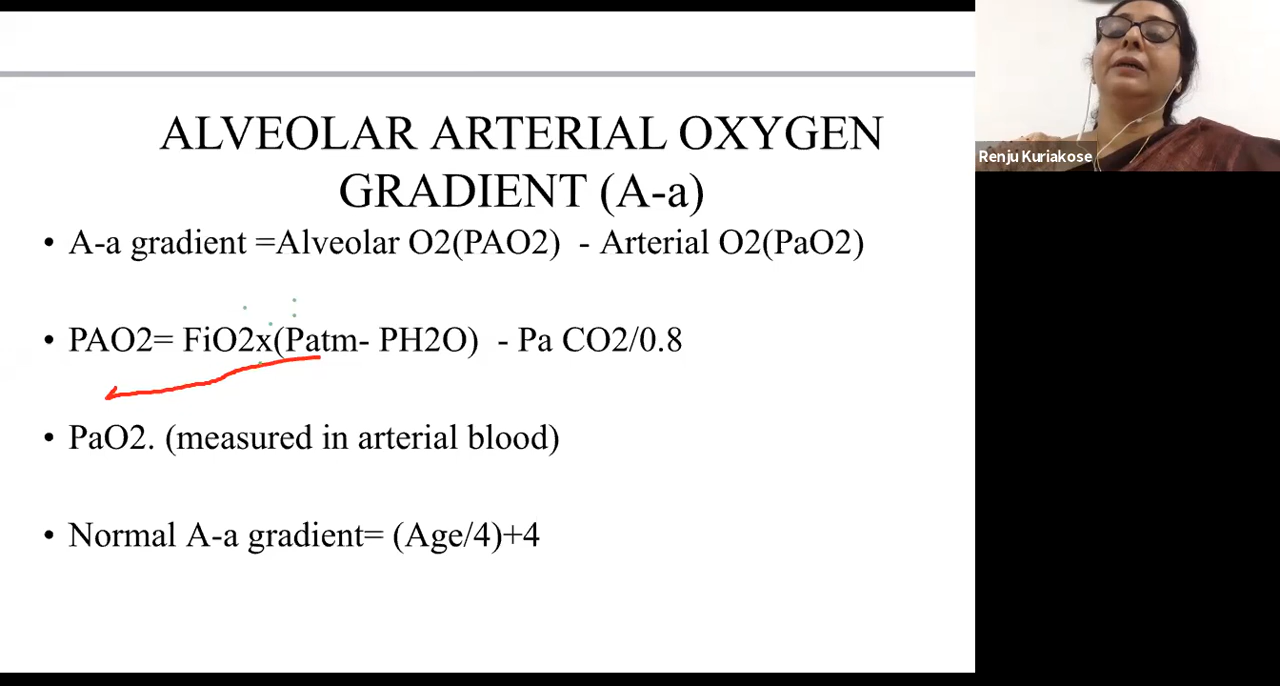 ALVEOLAR ARTERIAL OXYGEN
GRADIENT (A-a)
• A-a gradient =Alveolar O2(PAO2) - Arterial O2(PaO2)
• PAO2= FiO2x(Patm- PH2O) - Pa CO2/0.8
• PaO2. (measured in arterial blood)
• Normal A-a gradient= (Age/4)+4
Renju Kuriakose